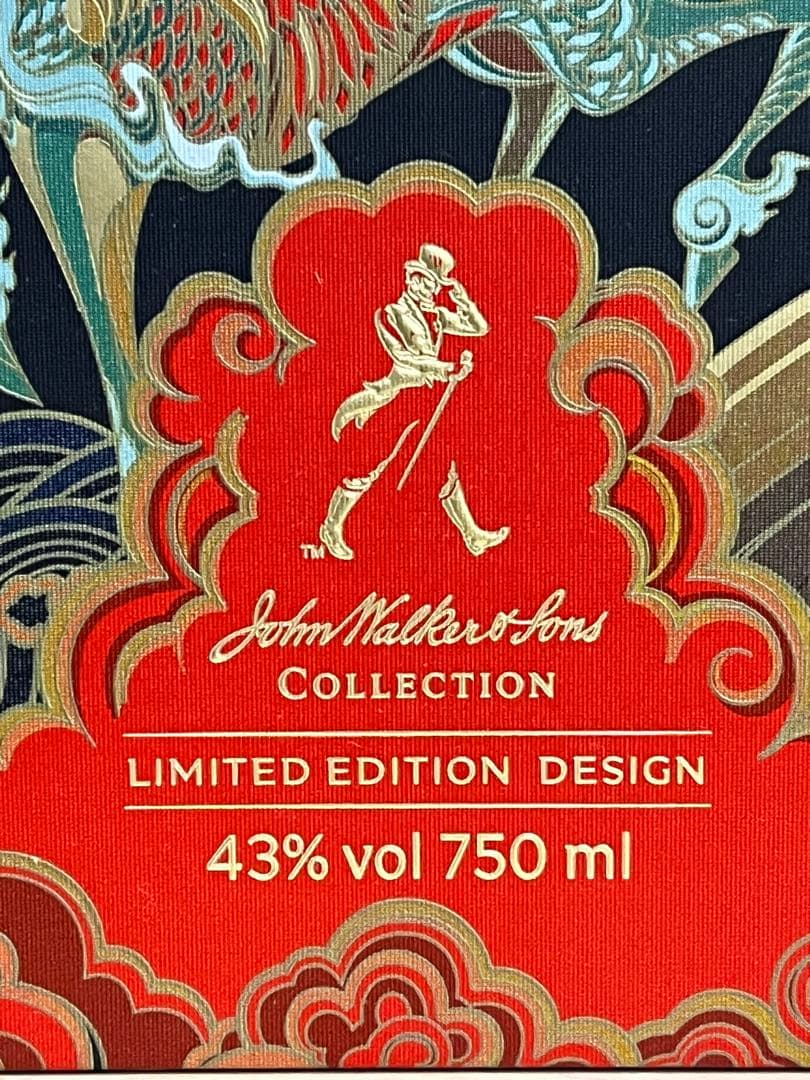 TM
John Walker & Sons
COLLECTION
LIMITED EDITION DESIGN
43% vol 750 ml